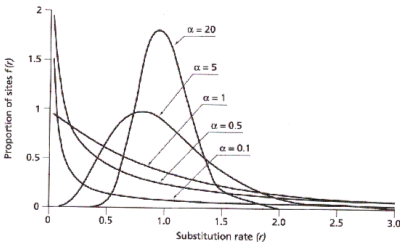 2
1.5
1
0.5
0
Proportion of sites f(r)
α = 20
α = 5
α = 1
α = 0.5
α = 0.1
0 0.5 1.0 1.5 2.0 2.5 3.0
Substitution rate (r)